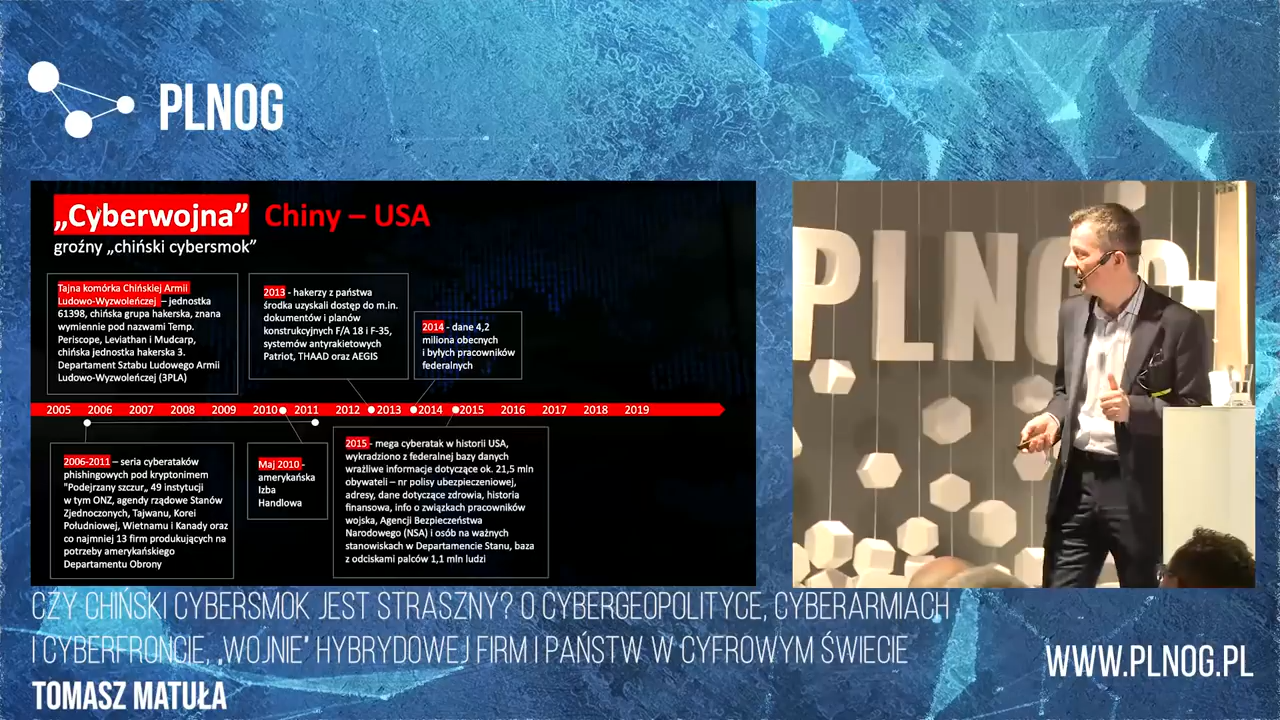 PLNOG
„Cyberwojna” Chiny – USA
groźny „chiński cybersmok”
Tajna komórka Chińskiej Armii
Ludowo-Wyzwoleńczej – jednostka
61398, chińska grupa hakerska, znana
wymiennie pod nazwami Temp.
Periscope, Leviathan i Mudcarp,
chińska jednostka hakerska 3.
Departament Sztabu Ludowego Armii
Ludowo-Wyzwoleńczej (3PLA)
2013 - hakerzy z państwa
środka uzyskali dostęp do m.in.
dokumentów i planów
konstrukcyjnych F/A 18 i F-35,
systemów antyrakietowych
Patriot, THAAD oraz AEGIS
2014 - dane 4,2
miliona obecnych
i byłych pracowników
federalnych
2005 2006 2007 2008 2009 2010 2011 2012 2013 2014 2015 2016 2017 2018 2019
2006-2011 – seria cyberataków
phishingowych pod kryptonimem
"Podejrzany szczur„ 49 instytucji
w tym ONZ, agendy rządowe Stanów
Zjednoczonych, Tajwanu, Korei
Południowej, Wietnamu i Kanady oraz
co najmniej 13 firm produkujących na
potrzeby amerykańskiego
Departamentu Obrony
Maj 2010 -
amerykańska
Izba
Handlowa
2015 - mega cyberatak w historii USA,
wykradziono z federalnej bazy danych
wrażliwe informacje dotyczące ok. 21,5 mln
obywateli – nr polisy ubezpieczeniowej,
adresy, dane dotyczące zdrowia, historia
finansowa, info o związkach pracowników
wojska, Agencji Bezpieczeństwa
Narodowego (NSA) i osób na ważnych
stanowiskach w Departamencie Stanu, baza
z odciskami palców 1,1 mln ludzi
PLNOG
CZY CHIŃSKI CYBERSMOK JEST STRASZNY? O CYBERGEOPOLITYCE, CYBERARMIACH
I CYBERFRONCIE, „WOJNIE” HYBRYDOWEJ FIRM I PAŃSTW W CYFROWYM ŚWIECIE
TOMASZ MATUŁA
WWW.PLNOG.PL